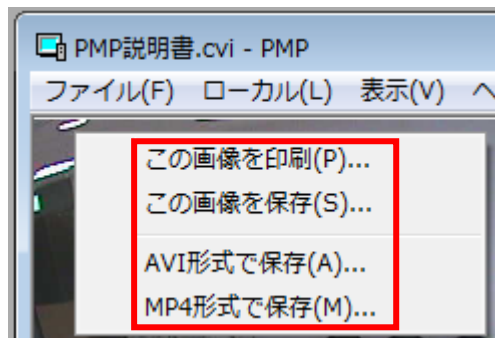 PMP説明書.cvi - PMP
ファイル(F) ローカル(L) 表示(V) ヘ
この画像を印刷(P)...
この画像を保存(S)...
AVI形式で保存(A)...
MP4形式で保存(M)...